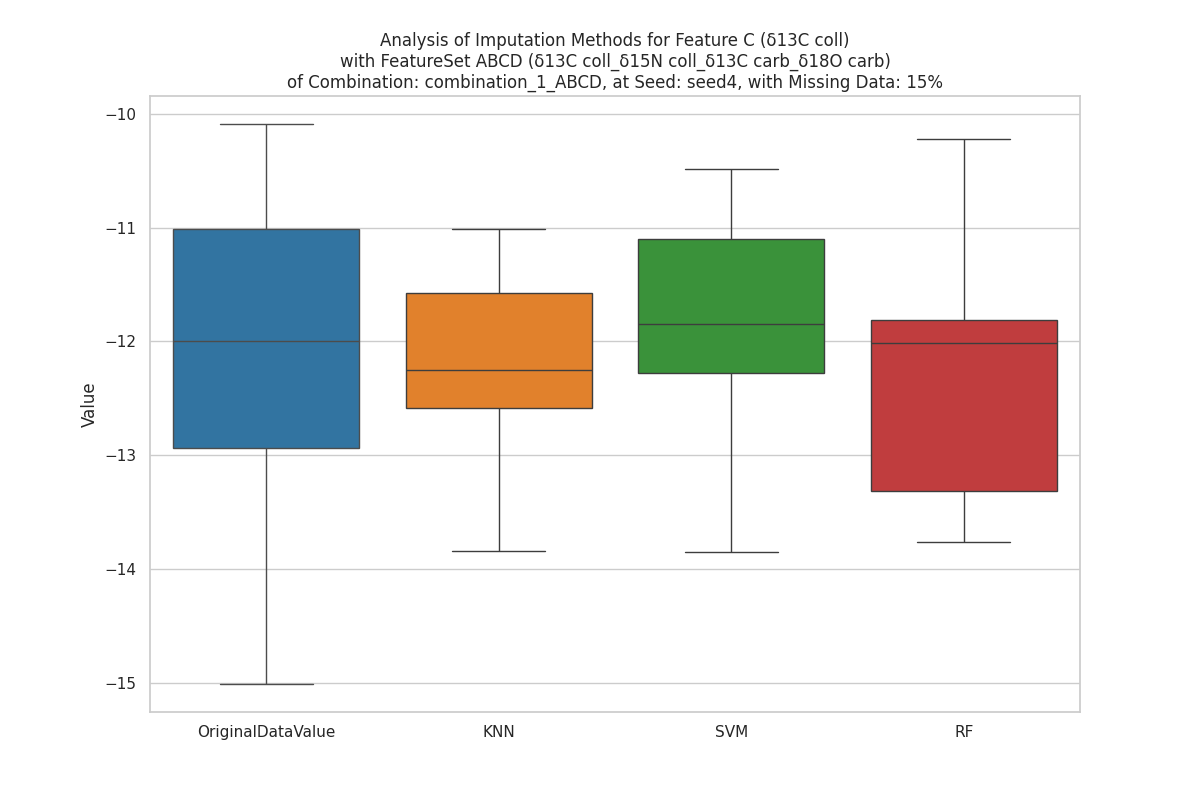 Analysis of Imputation Methods for Feature C (δ13C coll)
with FeatureSet ABCD (δ13C coll_δ15N coll_δ13C carb_δ18O carb)
of Combination: combination_1_ABCD, at Seed: seed4, with Missing Data: 15%
−10
−11
−12
−13
−14
−15
Value
OriginalDataValue
KNN
SVM
RF